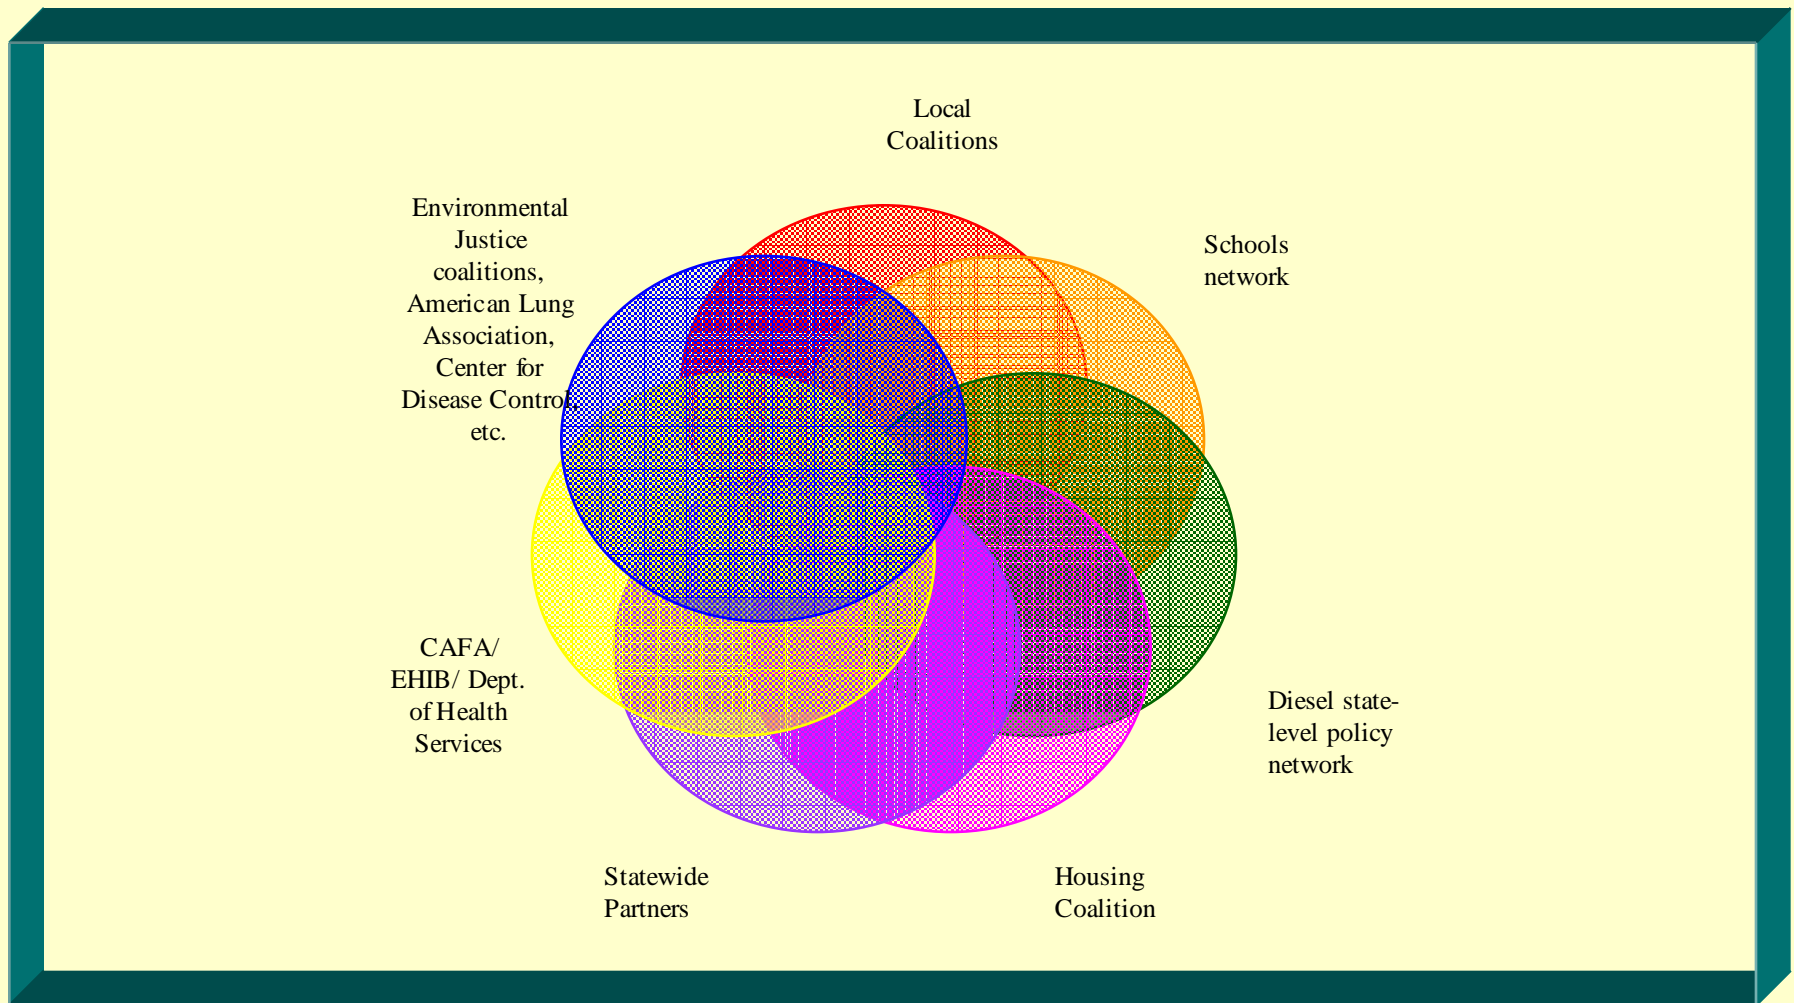 Local
Coalitions
Environmental
Justice
coalitions,
American Lung
Association,
Center for
Disease Control,
etc.
Schools
network
CAFA/
EHIB/ Dept.
of Health
Services
Diesel state-
level policy
network
Statewide
Partners
Housing
Coalition